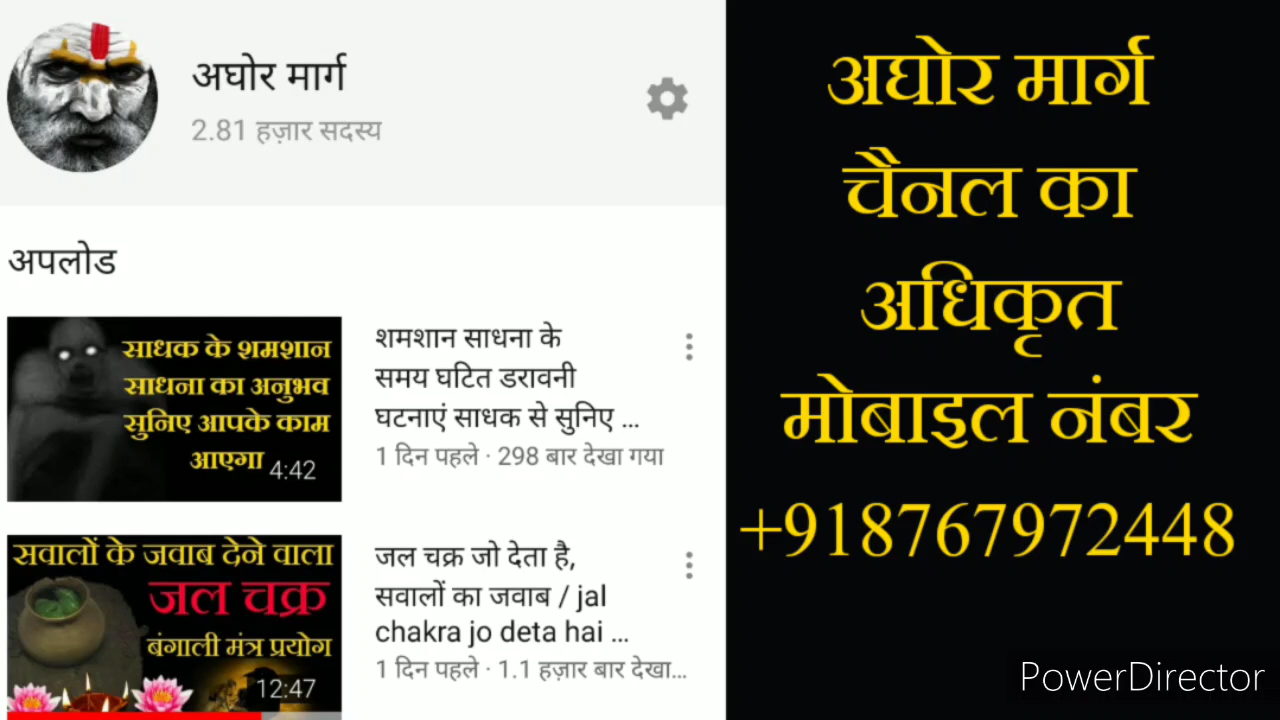 अघोर मार्ग
2.81 हज़ार सदस्य
अपलोड
साधक के शमशान
साधना का अनुभव
सुनिए आपके काम
आएगा
4:42
शमशान साधना के
समय घटित डरावनी
घटनाएं साधक से सुनिए ...
1 दिन पहले · 298 बार देखा गया
सवालों के जवाब देने वाला
जल चक्र
बंगाली मंत्र प्रयोग
12:47
जल चक्र जो देता है,
सवालों का जवाब / jal
chakra jo deta hai ...
1 दिन पहले · 1.1 हज़ार बार देखा...
अघोर मार्ग
चैनल का
अधिकृत
मोबाइल नंबर
+918767972448
PowerDirector